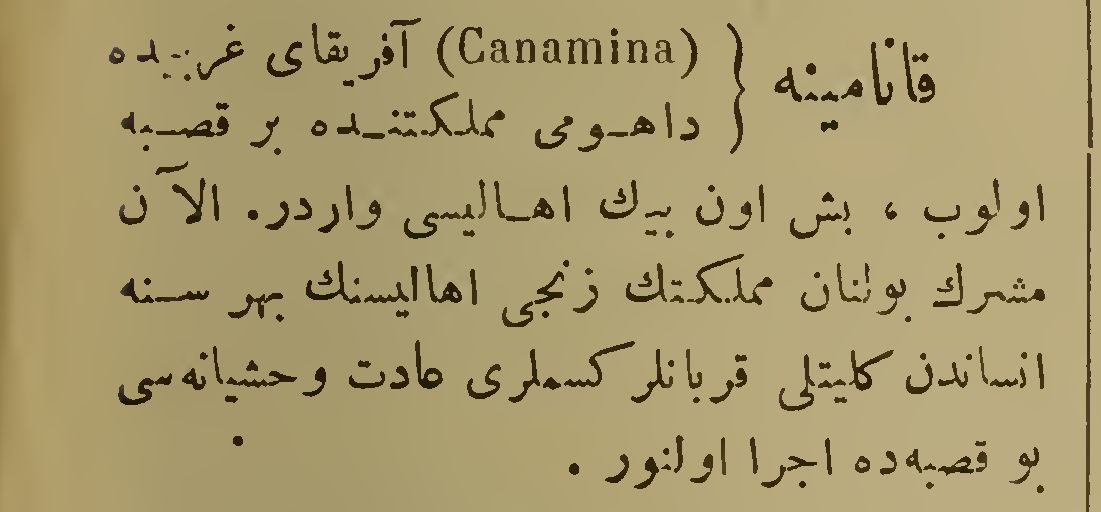 قانامینه { (Canamina) آفریقای غربیده
داهومی مملکتنده بر قصبه
اولوب ، بش اون بیك اهالیسی واردر. الآن
مشرك بولنان مملکتك زنجی اهالیسنك بهر سنه
انساندن کلیتلی قربانلر کسملری عادت وحشیانه‌سی
بو قصبه‌ده اجرا اولنور .